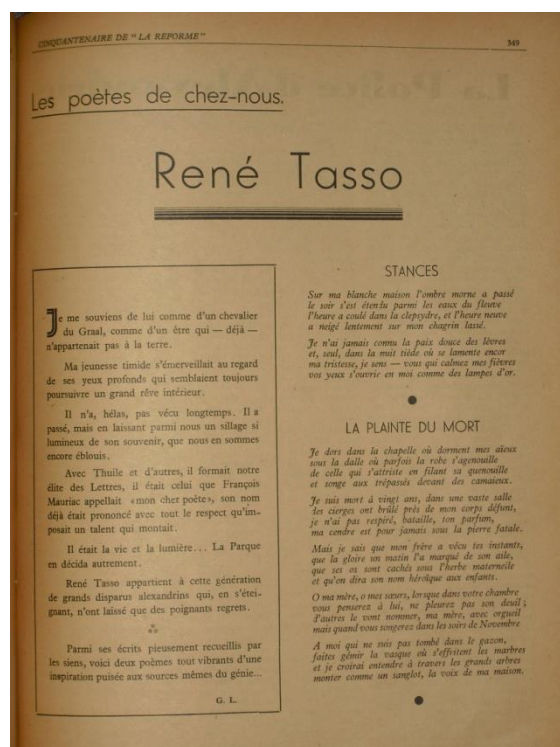 CINQUANTENAIRE DE "LA REFORME"
349
Les poètes de chez-nous.
René Tasso
Je me souviens de lui comme d'un chevalier
du Graal, comme d'un être qui — déjà —
n'appartenait pas à la terre.
Ma jeunesse timide s'émerveillait au regard
de ses yeux profonds qui semblaient toujours
poursuivre un grand rêve intérieur.
Il n'a, hélas, pas vécu longtemps. Il a
passé, mais en laissant parmi nous un sillage si
lumineux de son souvenir, que nous en sommes
encore éblouis.
Avec Thuile et d'autres, il formait notre
élite des Lettres, il était celui que François
Mauriac appellait «mon cher poète», son nom
déjà était prononcé avec tout le respect qu'im-
posait un talent qui montait.
Il était la vie et la lumière... La Parque
en décida autrement.
René Tasso appartient à cette génération
de grands disparus alexandrins qui, en s'étei-
gnant, n'ont laissé que des poignants regrets.
Parmi ses écrits pieusement recueillis par
les siens, voici deux poèmes tout vibrants d'une
inspiration puisée aux sources mêmes du génie...
G. L.
STANCES
Sur ma blanche maison l'ombre morne a passé
le soir s'est étendu parmi les eaux du fleuve
l'heure a coulé dans la clepsydre, et l'heure neuve
a neigé lentement sur mon chagrin lassé.
Je n'ai jamais connu la paix douce des lèvres
et, seul, dans la nuit tiède où se lamente encor
ma tristesse, je sens — vous qui calmez mes fièvres
vos yeux s'ouvrir en moi comme des lampes d'or.
LA PLAINTE DU MORT
Je dors dans la chapelle où dorment mes aïeux
sous la dalle où parfois la robe s'agenouille
de celle qui s'attriste en filant sa quenouille
et songe aux trépassés devant des camaïeux.
Je suis mort à vingt ans, dans une vaste salle
des cierges ont brûlé près de mon corps défunt,
je n'ai pas respiré, bataille, ton parfum,
ma cendre est pour jamais sous la pierre fatale.
Mais je sais que mon frère a vécu tes instants,
que la gloire un matin l'a marqué de son aile,
que ses os sont cachés sous l'herbe maternelle
et qu'on dira son nom héroïque aux enfants.
O ma mère, o mes sœurs, lorsque dans votre chambre
vous penserez à lui, ne pleurez pas son deuil ;
d'autres le vont nommer, ma mère, avec orgueil
mais quand vous songerez dans les soirs de Novembre
A moi qui ne suis pas tombé dans le gazon,
faites gémir la vasque où s'effritent les marbres
et je croirai entendre à travers les grands arbres
monter comme un sanglot, la voix de ma maison.